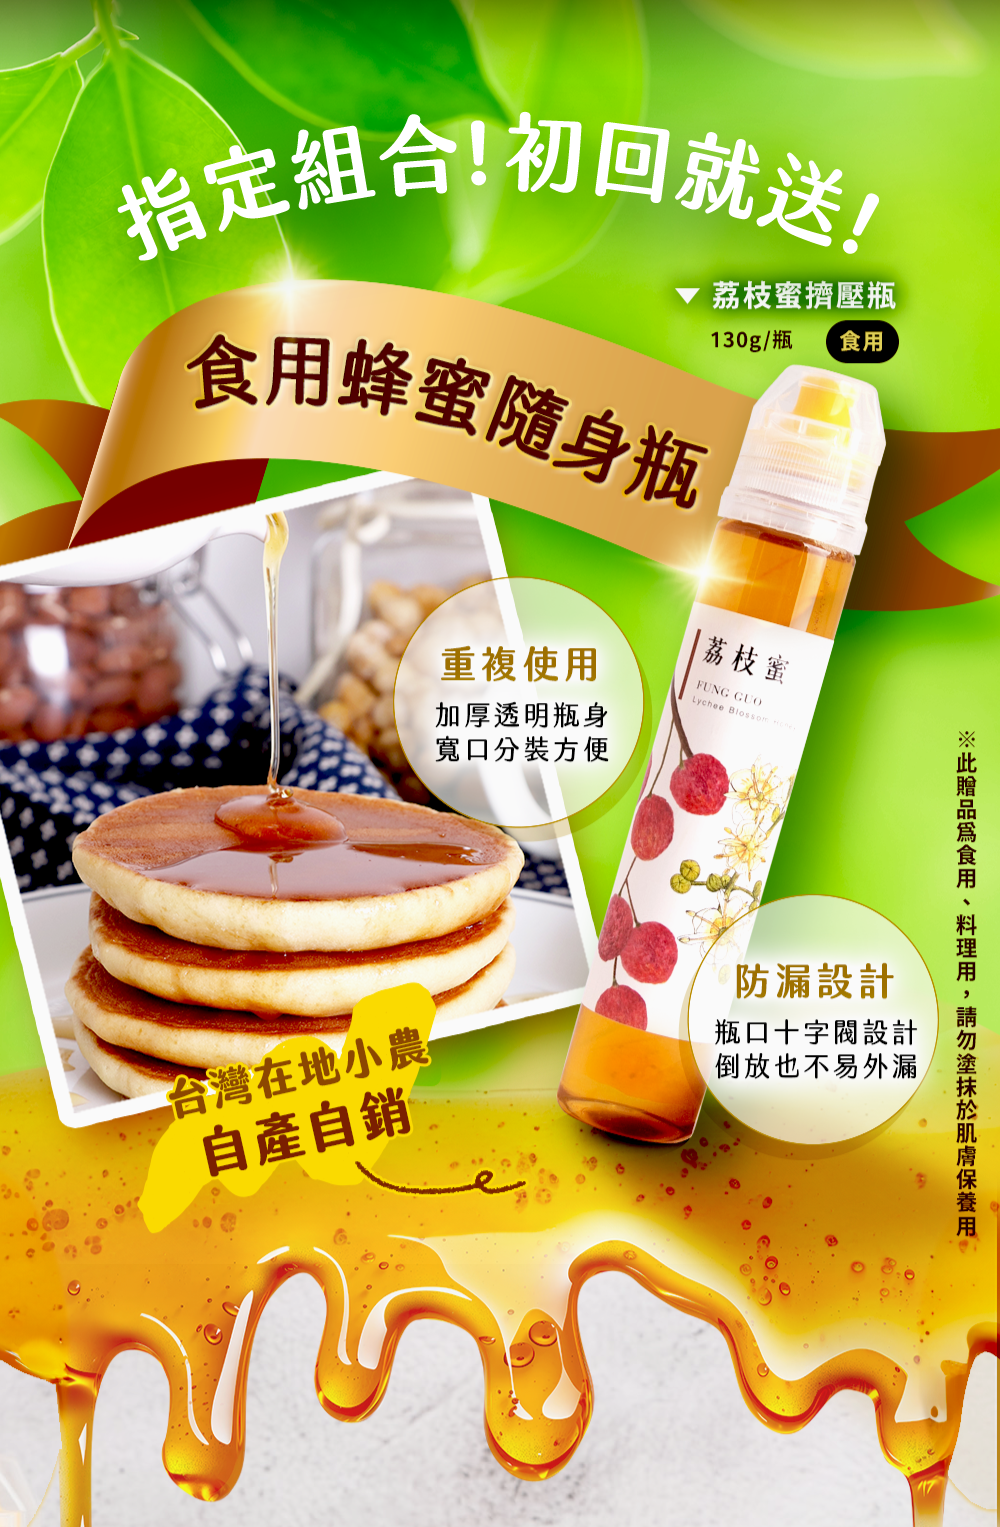 指定組合!初回就送!
▼ 荔枝蜜擠壓瓶
130g/瓶 食用
食用蜂蜜隨身瓶
重複使用
加厚透明瓶身
寬口分裝方便
荔枝蜜
FUNG GUO
Lychee Blossom
防漏設計
瓶口十字閥設計
倒放也不易外漏
台灣在地小農
自產自銷
※此贈品為食用、料理用，請勿塗抹於肌膚保養用